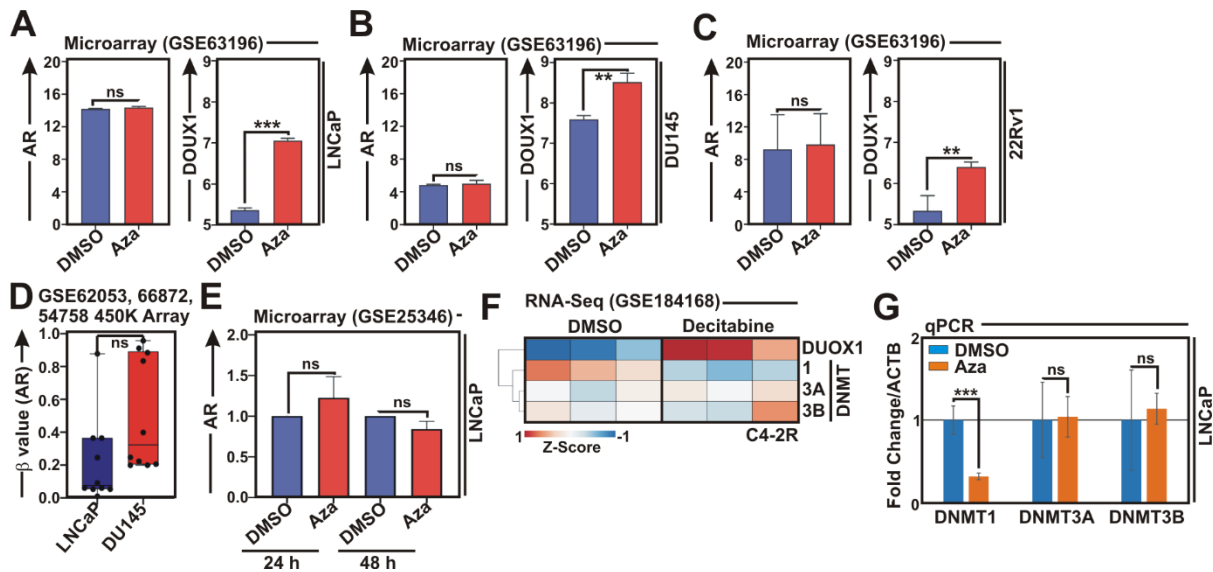 A
Microarray (GSE63196)
AR
20
16
12
8
4
0
ns
DMSO
Aza
DOUX1
9
8
7
6
5
***
DMSO
Aza
LNCaP
B
Microarray (GSE63196)
AR
20
16
12
8
4
0
ns
DMSO
Aza
DOUX1
9
8
7
6
5
**
DMSO
Aza
DU145
C
Microarray (GSE63196)
AR
20
16
12
8
4
0
ns
DMSO
Aza
DOUX1
9
8
7
6
5
**
DMSO
Aza
22Rv1
D
GSE62053, 66872,
54758 450K Array
β value (AR)
1.0
0.8
0.6
0.4
0.2
0.0
ns
LNCaP
DU145
E
Microarray (GSE25346)
AR
2.0
1.5
1.0
0.5
0.0
ns
ns
DMSO
Aza
DMSO
Aza
24 h
48 h
LNCaP
F
RNA-Seq (GSE184168)
DMSO
Decitabine
DUOX1
1
3A
3B
DNMT
1
-1
Z-Score
C4-2R
G
qPCR
DMSO
Aza
Fold Change/ACTB
2.0
1.5
1.0
0.5
0.0
***
ns
ns
DNMT1
DNMT3A
DNMT3B
LNCaP